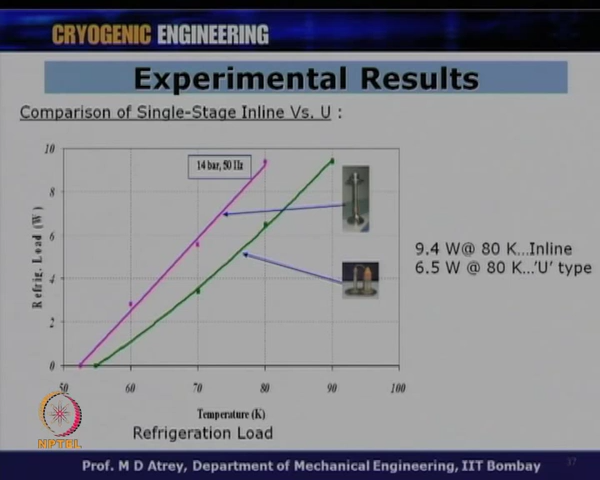 CRYOGENIC ENGINEERING
Experimental Results
Comparison of Single-Stage Inline Vs. U :
14 bar, 50 Hz
Refrig. Load (W)
10
8
6
4
2
0
50 60 70 80 90 100
Temperature (K)
Refrigeration Load
9.4 W@ 80 K...Inline
6.5 W @ 80 K...'U' type
NPTEL
Prof. M D Atrey, Department of Mechanical Engineering, IIT Bombay
37